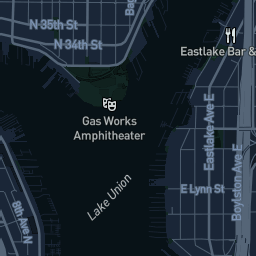 N 35th St
Bag
N 34th St
Eastlake Bar &
Gas Works
Amphitheater
Eastlake Ave E
E Lynn St
Boylston Ave E
Lake Union
8th Ave N